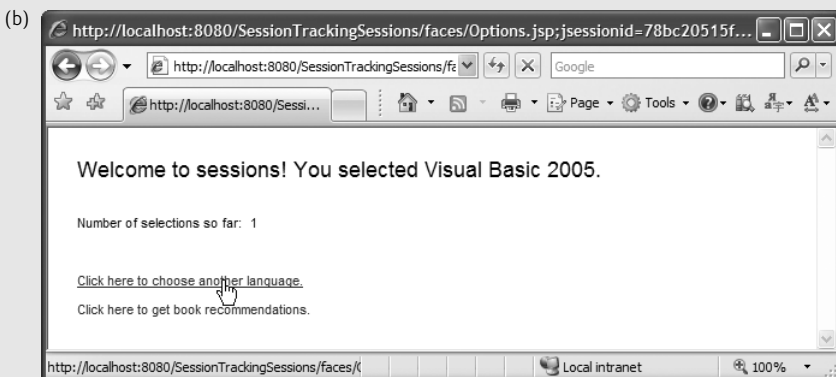 (b)
http://localhost:8080/SessionTrackingSessions/faces/Options.jsp;jsessionid=78bc20515f...
http://localhost:8080/SessionTrackingSessions/fa
Google
http://localhost:8080/Sessi...
Page
Tools
Welcome to sessions! You selected Visual Basic 2005.
Number of selections so far: 1
Click here to choose another language.
Click here to get book recommendations.
http://localhost:8080/SessionTrackingSessions/faces/
Local intranet
100%